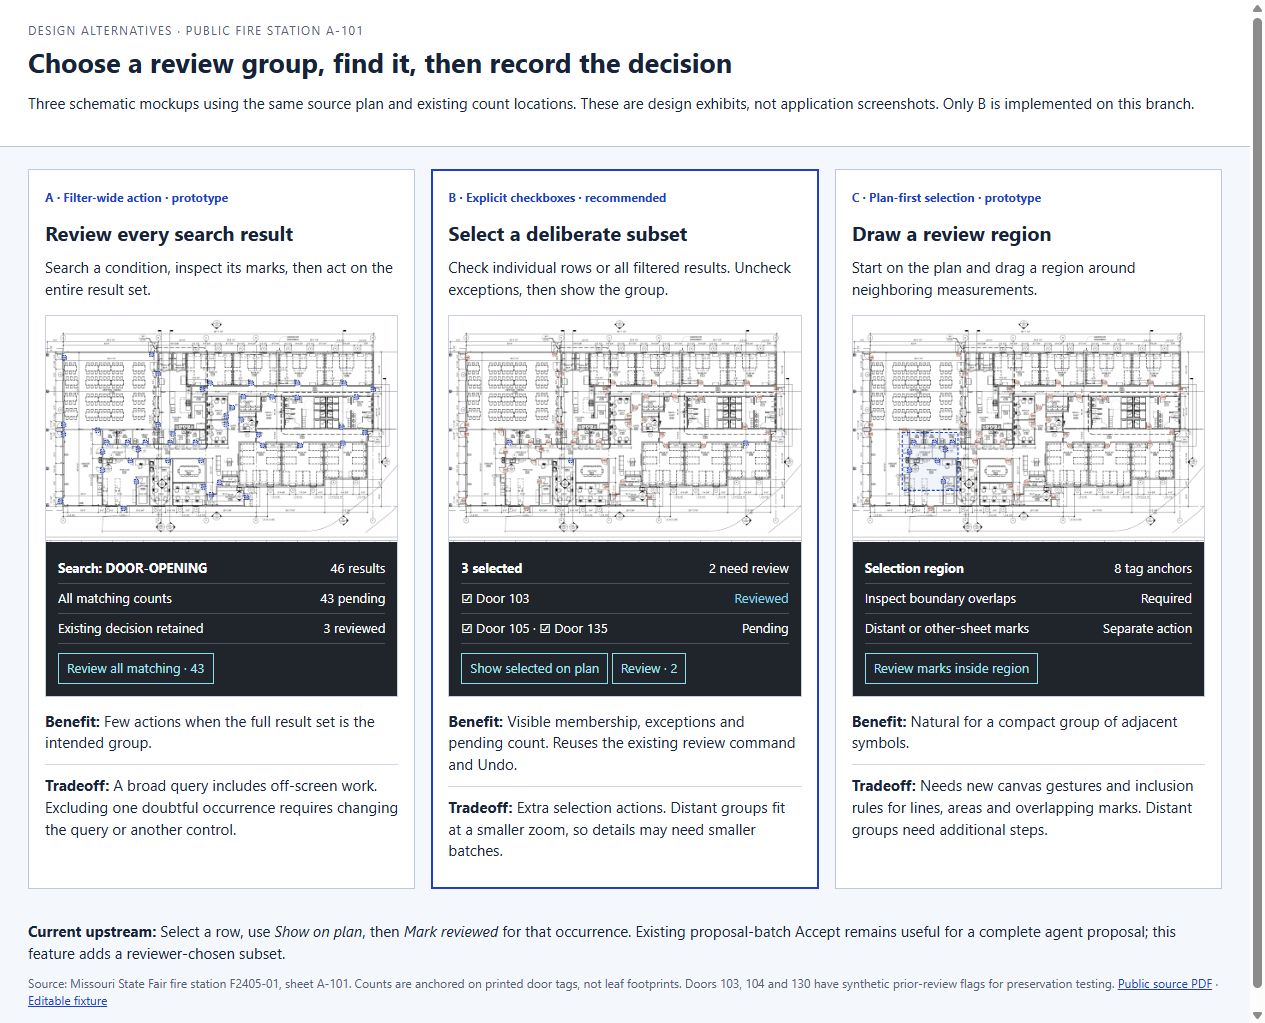 DESIGN ALTERNATIVES · PUBLIC FIRE STATION A-101
Choose a review group, find it, then record the decision
Three schematic mockups using the same source plan and existing count locations. These are design exhibits, not application screenshots. Only B is implemented on this branch.
A · Filter-wide action · prototype
Review every search result
Search a condition, inspect its marks, then act on the
entire result set.
Search: DOOR-OPENING 46 results
All matching counts 43 pending
Existing decision retained 3 reviewed
Review all matching · 43
Benefit: Few actions when the full result set is the
intended group.
Tradeoff: A broad query includes off-screen work.
Excluding one doubtful occurrence requires changing
the query or another control.
B · Explicit checkboxes · recommended
Select a deliberate subset
Check individual rows or all filtered results. Uncheck
exceptions, then show the group.
3 selected 2 need review
☑ Door 103 Reviewed
☑ Door 105 · ☑ Door 135 Pending
Show selected on plan Review · 2
Benefit: Visible membership, exceptions and
pending count. Reuses the existing review command
and Undo.
Tradeoff: Extra selection actions. Distant groups fit
at a smaller zoom, so details may need smaller
batches.
C · Plan-first selection · prototype
Draw a review region
Start on the plan and drag a region around
neighboring measurements.
Selection region 8 tag anchors
Inspect boundary overlaps Required
Distant or other-sheet marks Separate action
Review marks inside region
Benefit: Natural for a compact group of adjacent
symbols.
Tradeoff: Needs new canvas gestures and inclusion
rules for lines, areas and overlapping marks. Distant
groups need additional steps.
Current upstream: Select a row, use Show on plan, then Mark reviewed for that occurrence. Existing proposal-batch Accept remains useful for a complete agent proposal; this
feature adds a reviewer-chosen subset.
Source: Missouri State Fair fire station F2405-01, sheet A-101. Counts are anchored on printed door tags, not leaf footprints. Doors 103, 104 and 130 have synthetic prior-review flags for preservation testing. Public source PDF ·
Editable fixture